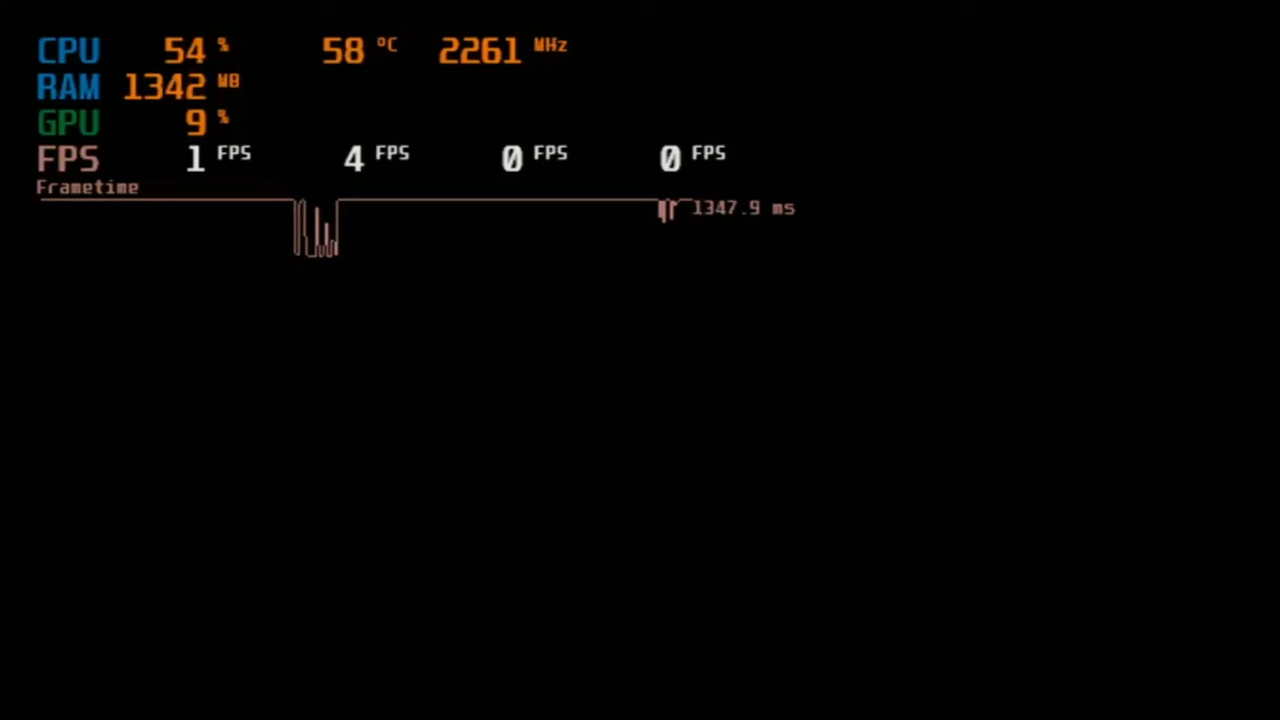 CPU 54 % 58 °C 2261 MHz
RAM 1342 MB
GPU 9 %
FPS 1 FPS 4 FPS 0 FPS 0 FPS
Frametime
1347.9 ms